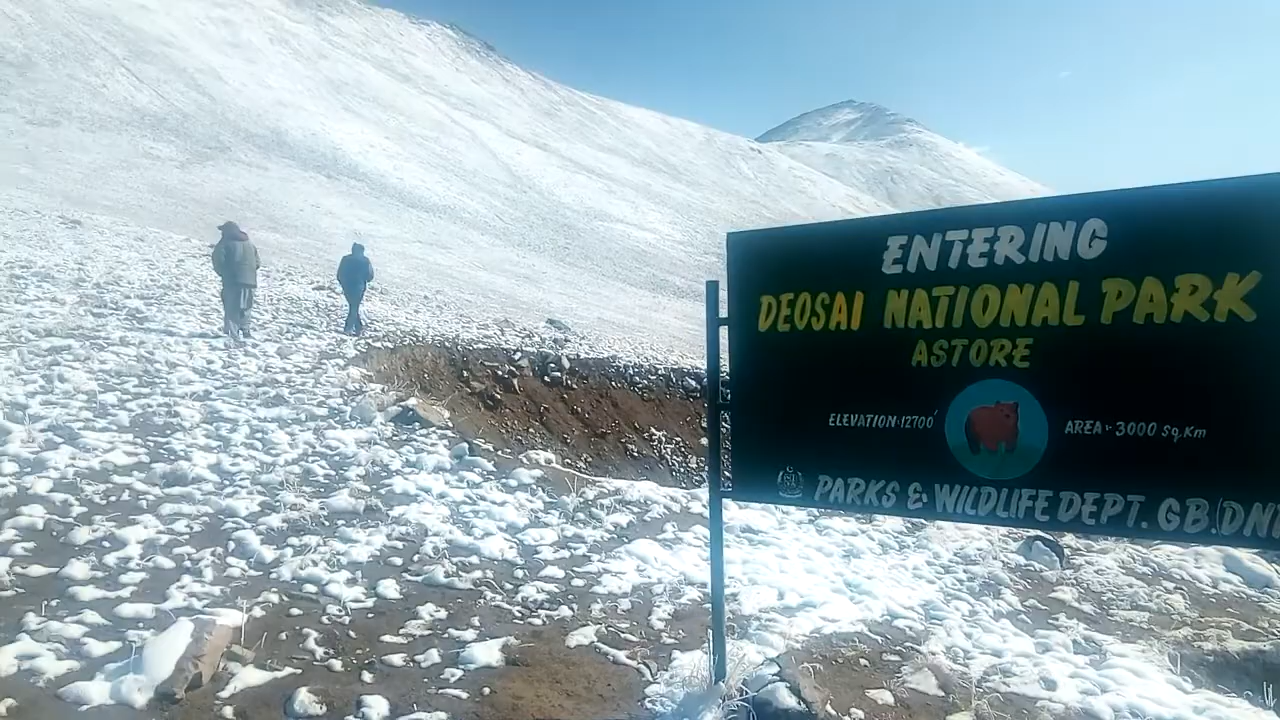 ENTERING
DEOSAI NATIONAL PARK
ASTORE
ELEVATION·12700' AREA:- 3000 Sq.Km
PARKS & WILDLIFE DEPT. GB.